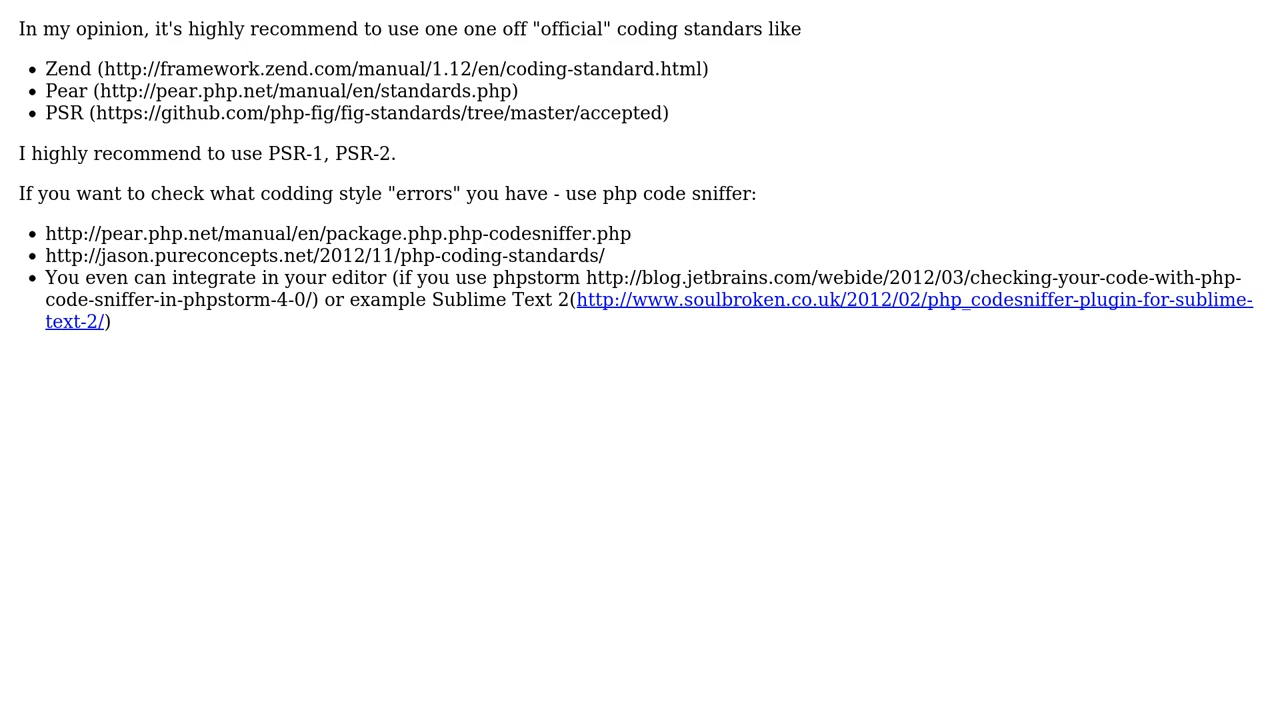 In my opinion, it's highly recommend to use one one off "official" coding standars like
• Zend (http://framework.zend.com/manual/1.12/en/coding-standard.html)
• Pear (http://pear.php.net/manual/en/standards.php)
• PSR (https://github.com/php-fig/fig-standards/tree/master/accepted)
I highly recommend to use PSR-1, PSR-2.
If you want to check what codding style "errors" you have - use php code sniffer:
• http://pear.php.net/manual/en/package.php.php-codesniffer.php
• http://jason.pureconcepts.net/2012/11/php-coding-standards/
• You even can integrate in your editor (if you use phpstorm http://blog.jetbrains.com/webide/2012/03/checking-your-code-with-php-
code-sniffer-in-phpstorm-4-0/) or example Sublime Text 2(http://www.soulbroken.co.uk/2012/02/php_codesniffer-plugin-for-sublime-
text-2/)